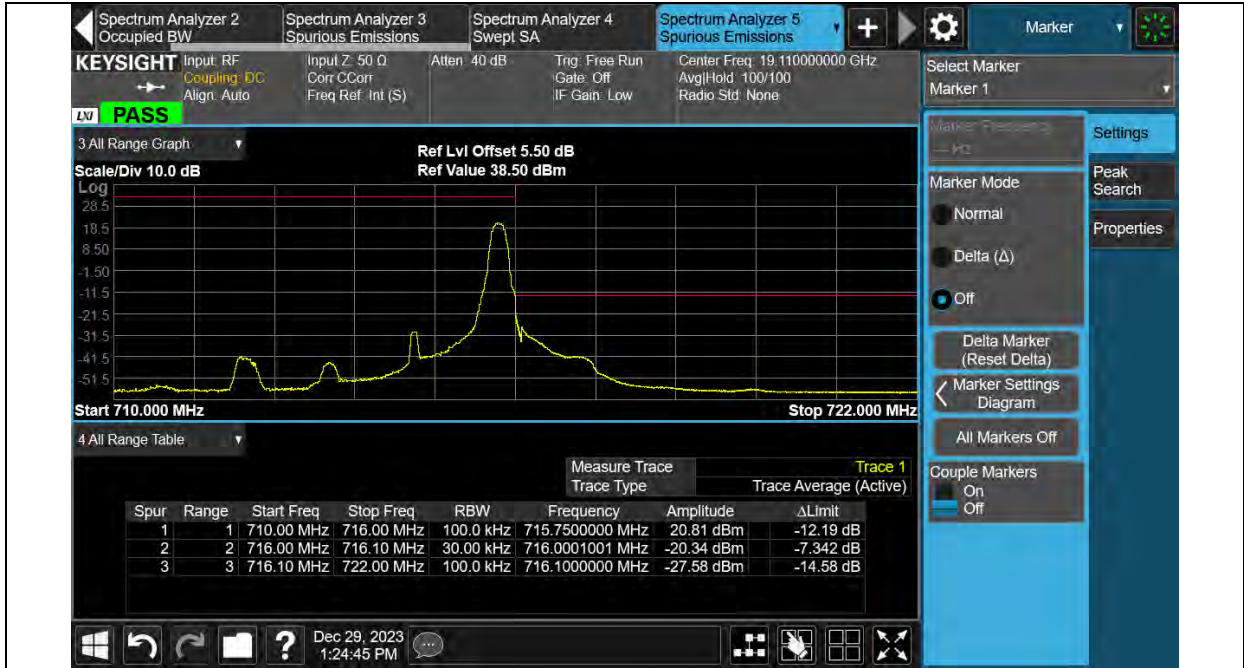 Spectrum Analyzer 2
Occupied BW
Spectrum Analyzer 3
Spurious Emissions
Spectrum Analyzer 4
Swept SA
Spectrum Analyzer 5
Spurious Emissions
Marker
KEYSIGHT
Input: RF
Coupling: DC
Align: Auto
Input Z: 50 Ω
Corr CCorr
Freq Ref: Int (S)
Atten: 40 dB
Trig: Free Run
Gate: Off
IF Gain: Low
Center Freq: 19.110000000 GHz
Avg|Hold: 100/100
Radio Std: None
LXI PASS
Select Marker
Marker 1
Marker Frequency
--- Hz
Settings
Peak
Search
Properties
Marker Mode
Normal
Delta (Δ)
Off
Delta Marker
(Reset Delta)
Marker Settings
Diagram
All Markers Off
Couple Markers
On
Off
3 All Range Graph
Scale/Div 10.0 dB
Ref Lvl Offset 5.50 dB
Ref Value 38.50 dBm
Log
28.5
18.5
8.50
-1.50
-11.5
-21.5
-31.5
-41.5
-51.5
Start 710.000 MHz
Stop 722.000 MHz
4 All Range Table
Measure Trace Trace 1
Trace Type Trace Average (Active)
Spur Range Start Freq Stop Freq RBW Frequency Amplitude ΔLimit
1 1 710.00 MHz 716.00 MHz 100.0 kHz 715.7500000 MHz 20.81 dBm -12.19 dB
2 2 716.00 MHz 716.10 MHz 30.00 kHz 716.0001001 MHz -20.34 dBm -7.342 dB
3 3 716.10 MHz 722.00 MHz 100.0 kHz 716.1000000 MHz -27.58 dBm -14.58 dB
Dec 29, 2023
1:24:45 PM